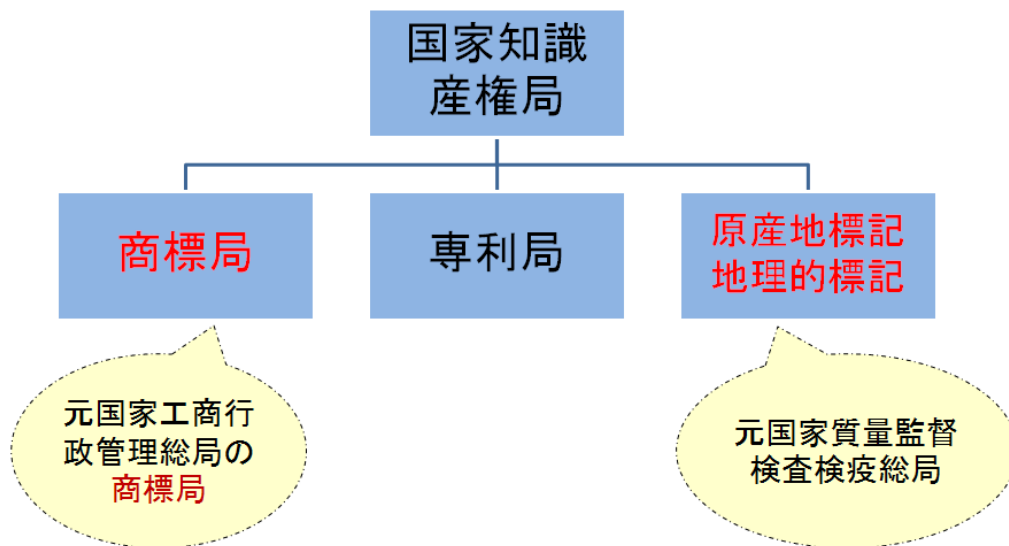 国家知識
産権局
商標局
専利局
原産地標記
地理的標記
元国家工商行
政管理総局の
商標局
元国家質量監督
検査検疫総局